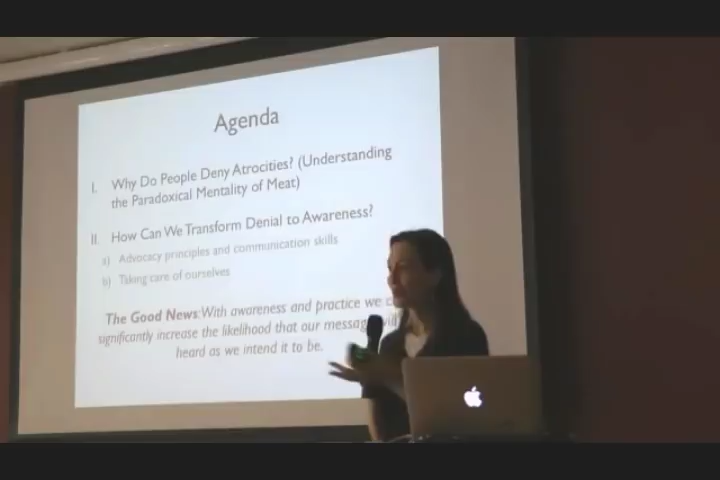 Agenda
I. Why Do People Deny Atrocities? (Understanding
the Paradoxical Mentality of Meat)
II. How Can We Transform Denial to Awareness?
a) Advocacy principles and communication skills
b) Taking care of ourselves
The Good News: With awareness and practice we
significantly increase the likelihood that our message
heard as we intend it to be.